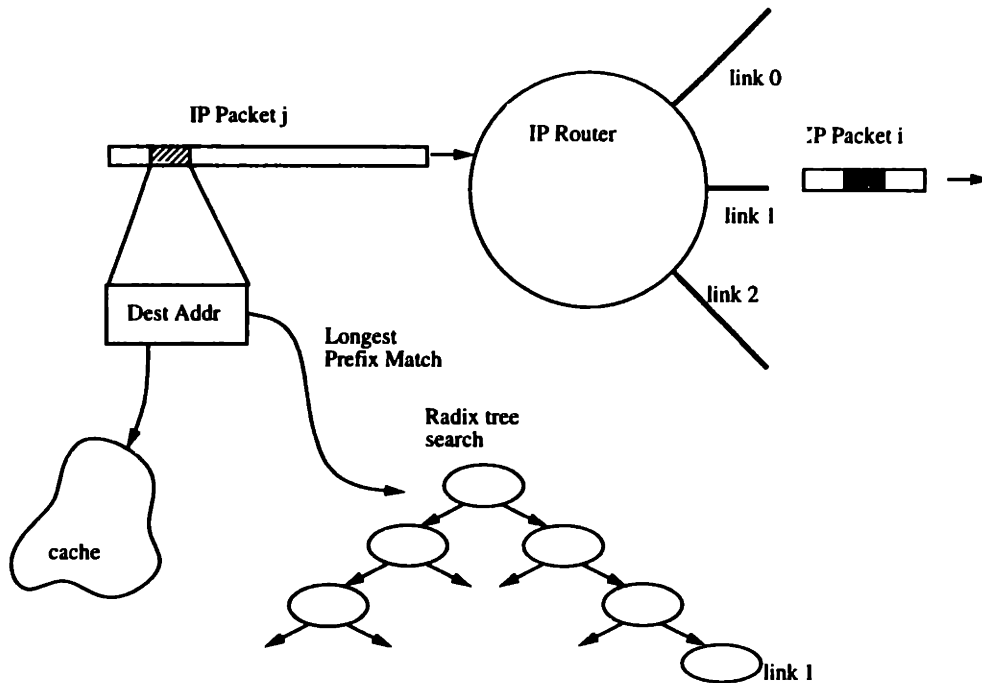 link 0
IP Packet j
IP Router
IP Packet i
link 1
link 2
Dest Addr
Longest
Prefix Match
Radix tree
search
cache
link 1